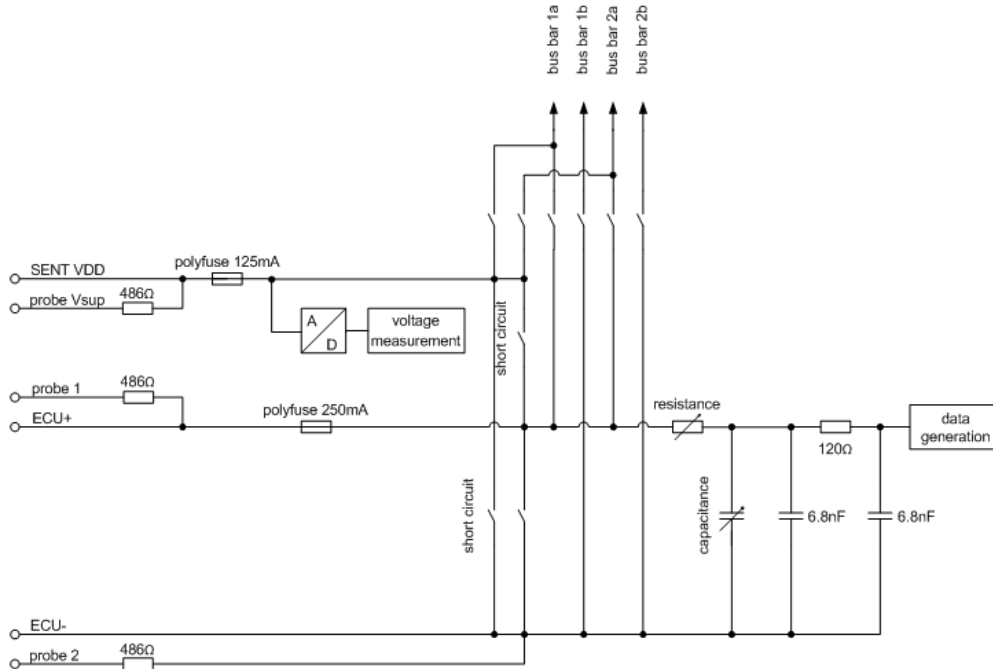 bus bar 1a
bus bar 1b
bus bar 2a
bus bar 2b
SENT VDD
polyfuse 125mA
probe Vsup
486Ω
A
D
voltage
measurement
short circuit
probe 1
486Ω
ECU+
polyfuse 250mA
resistance
120Ω
data
generation
short circuit
capacitance
6.8nF
6.8nF
ECU-
probe 2
486Ω